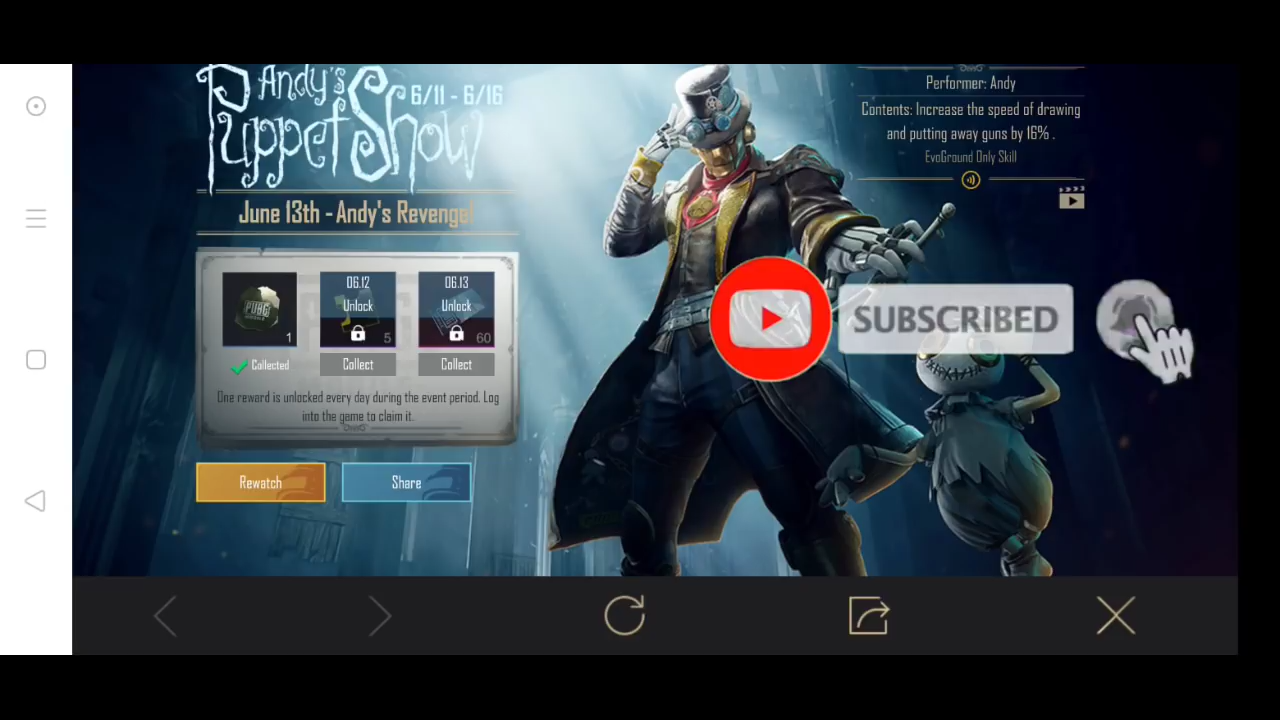 Andy's
Puppet Show
6/11 - 6/16
June 13th - Andy's Revenge!
PUBG
1
Collected
06.12
Unlock
5
Collect
06.13
Unlock
60
Collect
One reward is unlocked every day during the event period. Log
into the game to claim it.
Rewatch
Share
Performer: Andy
Contents: Increase the speed of drawing
and putting away guns by 16% .
EvoGround Only Skill
SUBSCRIBED